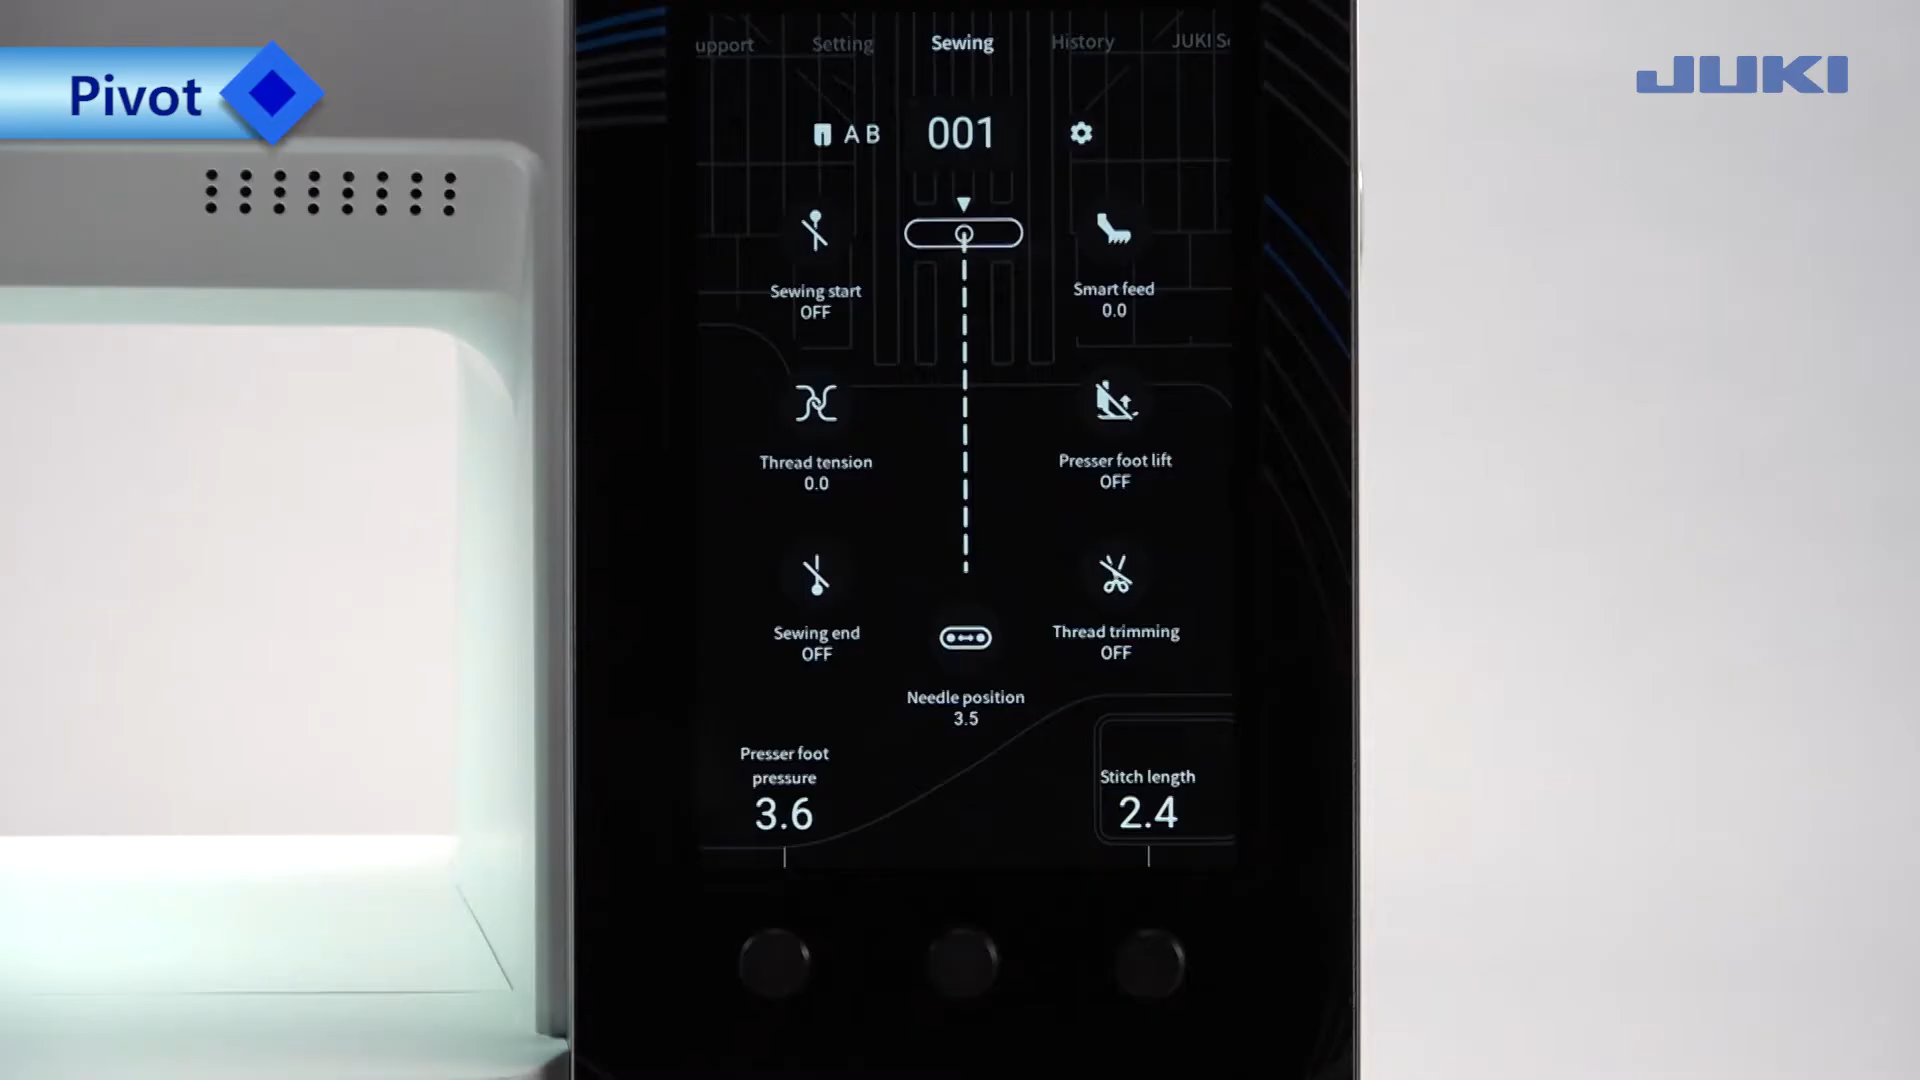 Pivot
JUKI
upport Setting Sewing History JUKI S
A B 001
Sewing start
OFF
Smart feed
0.0
Thread tension
0.0
Presser foot lift
OFF
Sewing end
OFF
Thread trimming
OFF
Needle position
3.5
Presser foot
pressure
3.6
Stitch length
2.4